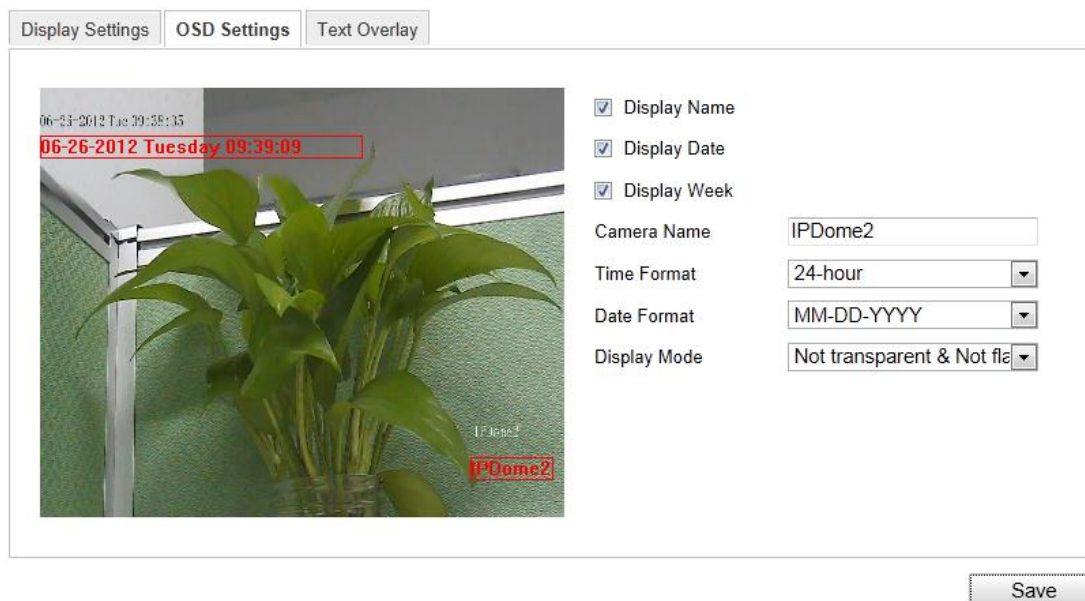 Display Settings
OSD Settings
Text Overlay
06-26-2012 Tuesday 09:39:09
IPDome2
Display Name
Display Date
Display Week
Camera Name
IPDome2
Time Format
24-hour
Date Format
MM-DD-YYYY
Display Mode
Not transparent & Not fla
Save